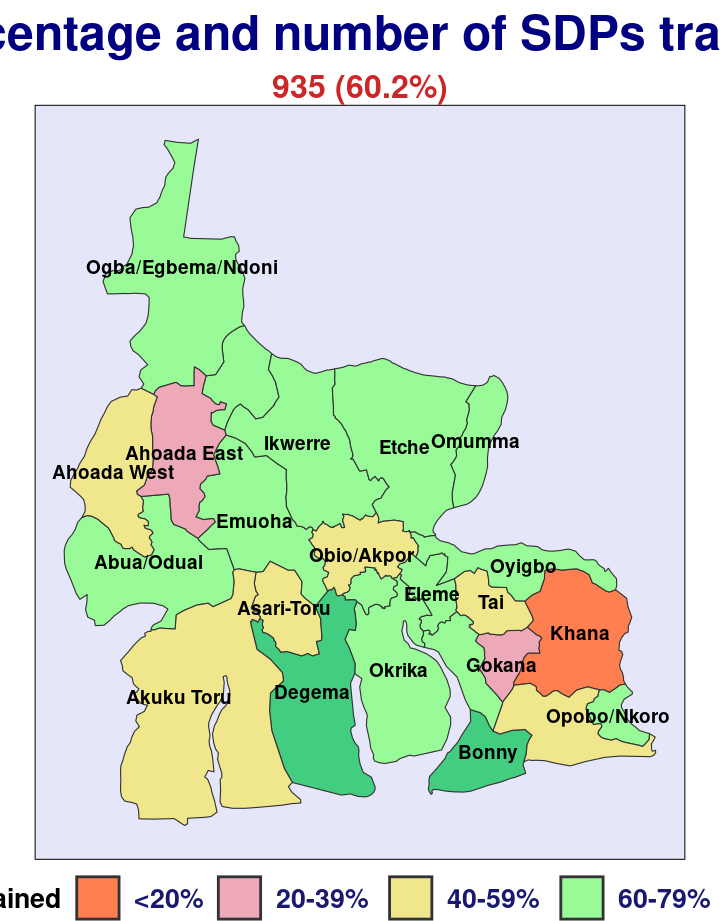 centage and number of SDPs tra
935 (60.2%)
Ogba/Egbema/Ndoni
Ikwerre
Etche
Omumma
Ahoada East
Ahoada West
Emuoha
Abua/Odual
Obio/Akpor
Oyigbo
Eleme
Tai
Asari-Toru
Khana
Gokana
Okrika
Akuku Toru
Degema
Opobo/Nkoro
Bonny
ained <20% 20-39% 40-59% 60-79%